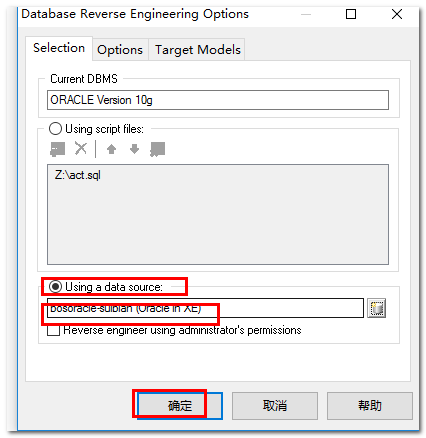 Database Reverse Engineering Options
Selection Options Target Models
Current DBMS
ORACLE Version 10g
Using script files:
Z:\act.sql
Using a data source:
bosoracle-suibian (Oracle in XE)
Reverse engineer using administrator's permissions
确定 取消 帮助